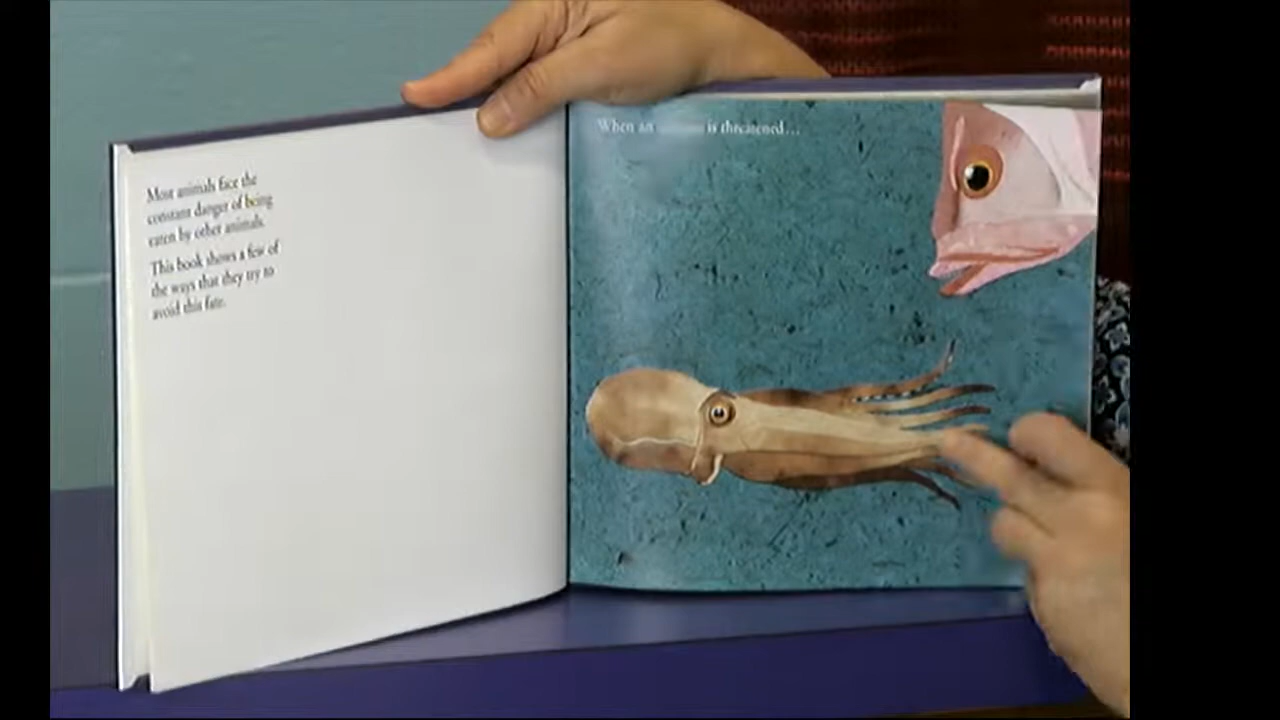 Most animals face the
constant danger of being
eaten by other animals.
This book shows a few of
the ways that they try to
avoid this fate.
When an is threatened…